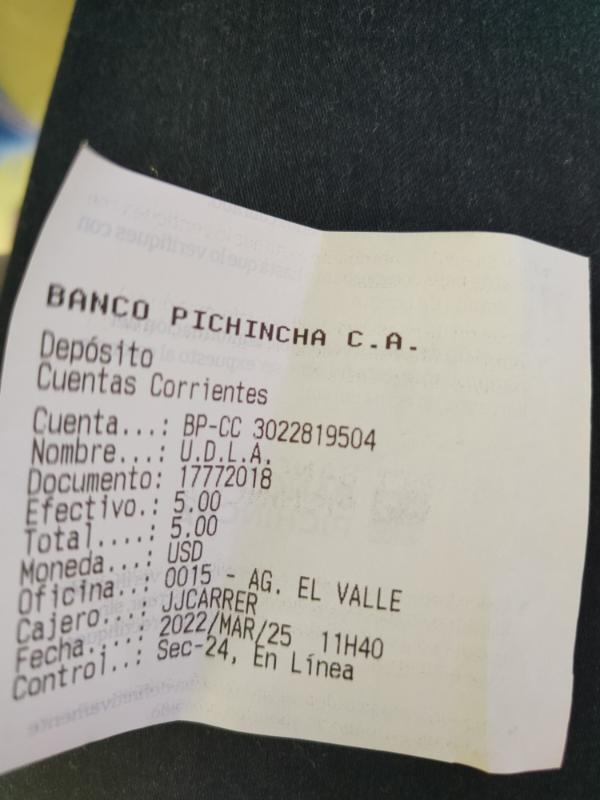 BANCO PICHINCHA C.A.
Depósito
Cuentas Corrientes
Cuenta...: BP-CC 3022819504
Nombre...: U.D.L.A.
Documento: 17772018
Efectivo.: 5.00
Total....: 5.00
Moneda...: USD
Oficina..: 0015 - AG. EL VALLE
Cajero...: JJCARRER
Fecha....: 2022/MAR/25 11H40
Control..: Sec-24, En Línea